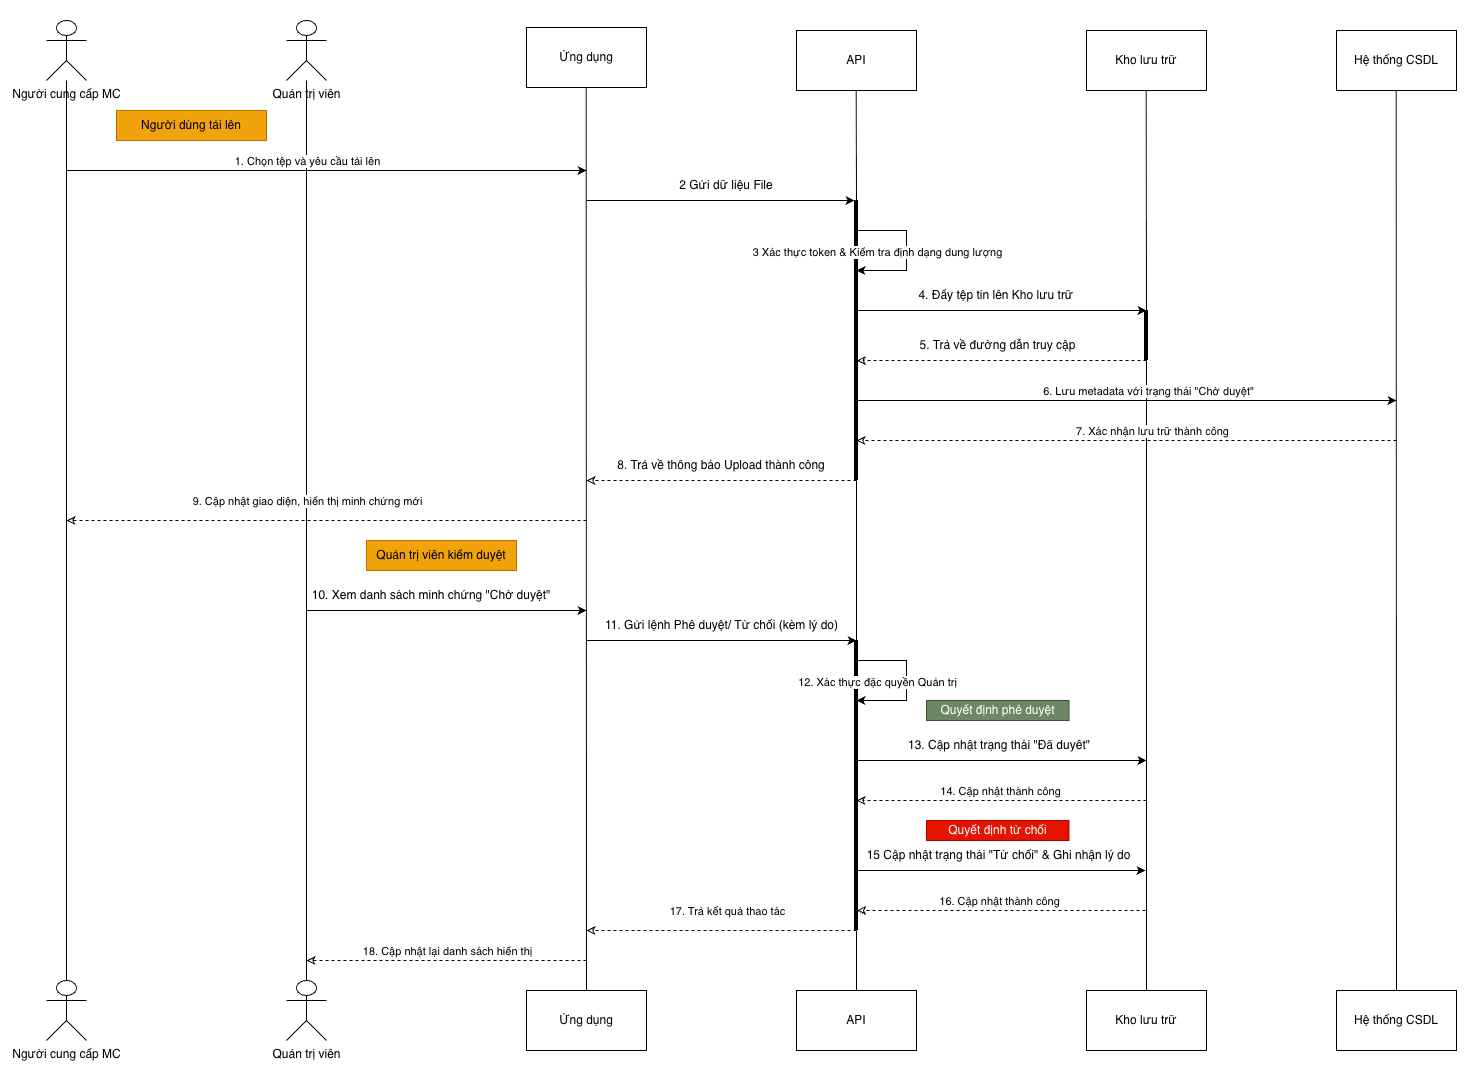 Người cung cấp MC
Quản trị viên
Ứng dụng
API
Kho lưu trữ
Hệ thống CSDL
Người dùng tải lên
1. Chọn tệp và yêu cầu tải lên
2 Gửi dữ liệu File
3 Xác thực token & Kiểm tra định dạng dung lượng
4. Đẩy tệp tin lên Kho lưu trữ
5. Trả về đường dẫn truy cập
6. Lưu metadata với trạng thái "Chờ duyệt"
7. Xác nhận lưu trữ thành công
8. Trả về thông báo Upload thành công
9. Cập nhật giao diện, hiển thị minh chứng mới
Quản trị viên kiểm duyệt
10. Xem danh sách minh chứng "Chờ duyệt"
11. Gửi lệnh Phê duyệt/ Từ chối (kèm lý do)
12. Xác thực đặc quyền Quản trị
Quyết định phê duyệt
13. Cập nhật trạng thái "Đã duyệt"
14. Cập nhật thành công
Quyết định từ chối
15 Cập nhật trạng thái "Từ chối" & Ghi nhận lý do
16. Cập nhật thành công
17. Trả kết quả thao tác
18. Cập nhật lại danh sách hiển thị
Người cung cấp MC
Quản trị viên
Ứng dụng
API
Kho lưu trữ
Hệ thống CSDL